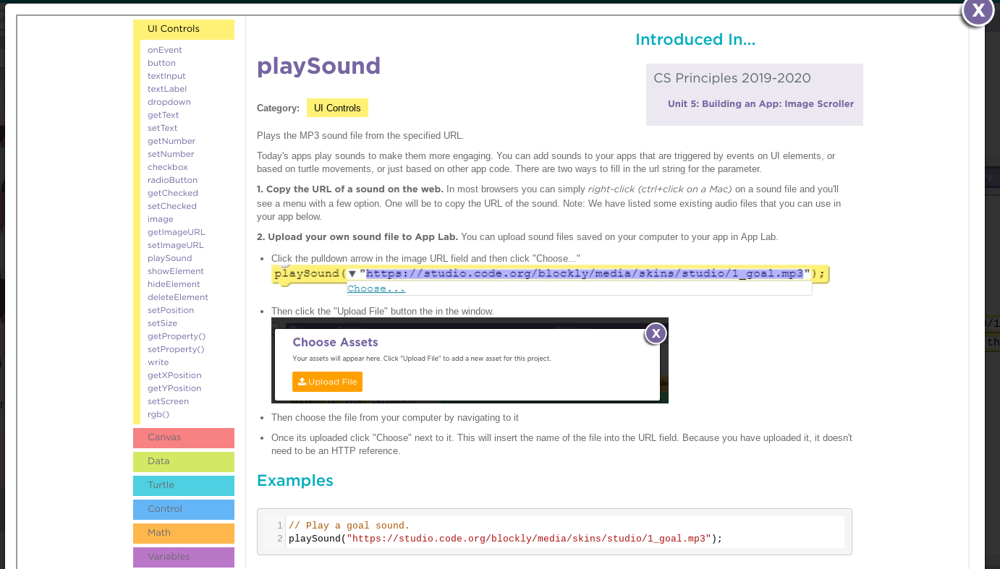 X
UI Controls
onEvent
button
textInput
textLabel
dropdown
getText
setText
getNumber
setNumber
checkbox
radioButton
getChecked
setChecked
image
getImageURL
setImageURL
playSound
showElement
hideElement
deleteElement
setPosition
setSize
getProperty()
setProperty()
write
getXPosition
getYPosition
setScreen
rgb()
Canvas
Data
Turtle
Control
Math
Variables
Introduced In...
CS Principles 2019-2020
Unit 5: Building an App: Image Scroller
playSound
Category: UI Controls
Plays the MP3 sound file from the specified URL.
Today's apps play sounds to make them more engaging. You can add sounds to your apps that are triggered by events on UI elements, or
based on turtle movements, or just based on other app code. There are two ways to fill in the url string for the parameter.
1. Copy the URL of a sound on the web. In most browsers you can simply right-click (ctrl+click on a Mac) on a sound file and you'll
see a menu with a few option. One will be to copy the URL of the sound. Note: We have listed some existing audio files that you can use in
your app below.
2. Upload your own sound file to App Lab. You can upload sound files saved on your computer to your app in App Lab.
• Click the pulldown arrow in the image URL field and then click "Choose..."
playSound(▼"https://studio.code.org/blockly/media/skins/studio/1_goal.mp3");
Choose...
• Then click the "Upload File" button the in the window.
X
Choose Assets
Your assets will appear here. Click "Upload File" to add a new asset for this project.
Upload File
• Then choose the file from your computer by navigating to it
• Once its uploaded click "Choose" next to it. This will insert the name of the file into the URL field. Because you have uploaded it, it doesn't
need to be an HTTP reference.
Examples
1 // Play a goal sound.
2 playSound("https://studio.code.org/blockly/media/skins/studio/1_goal.mp3");